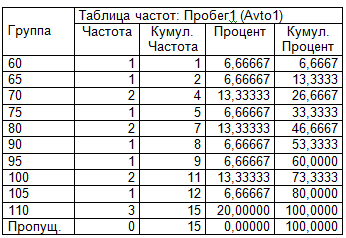 Таблица частот: Пробег1 (Avto1)
Группа Частота Кумул. Частота Процент Кумул. Процент
60 1 1 6,66667 6,6667
65 1 2 6,66667 13,3333
70 2 4 13,33333 26,6667
75 1 5 6,66667 33,3333
80 2 7 13,33333 46,6667
90 1 8 6,66667 53,3333
95 1 9 6,66667 60,0000
100 2 11 13,33333 73,3333
105 1 12 6,66667 80,0000
110 3 15 20,00000 100,0000
Пропущ. 0 15 0,00000 100,0000